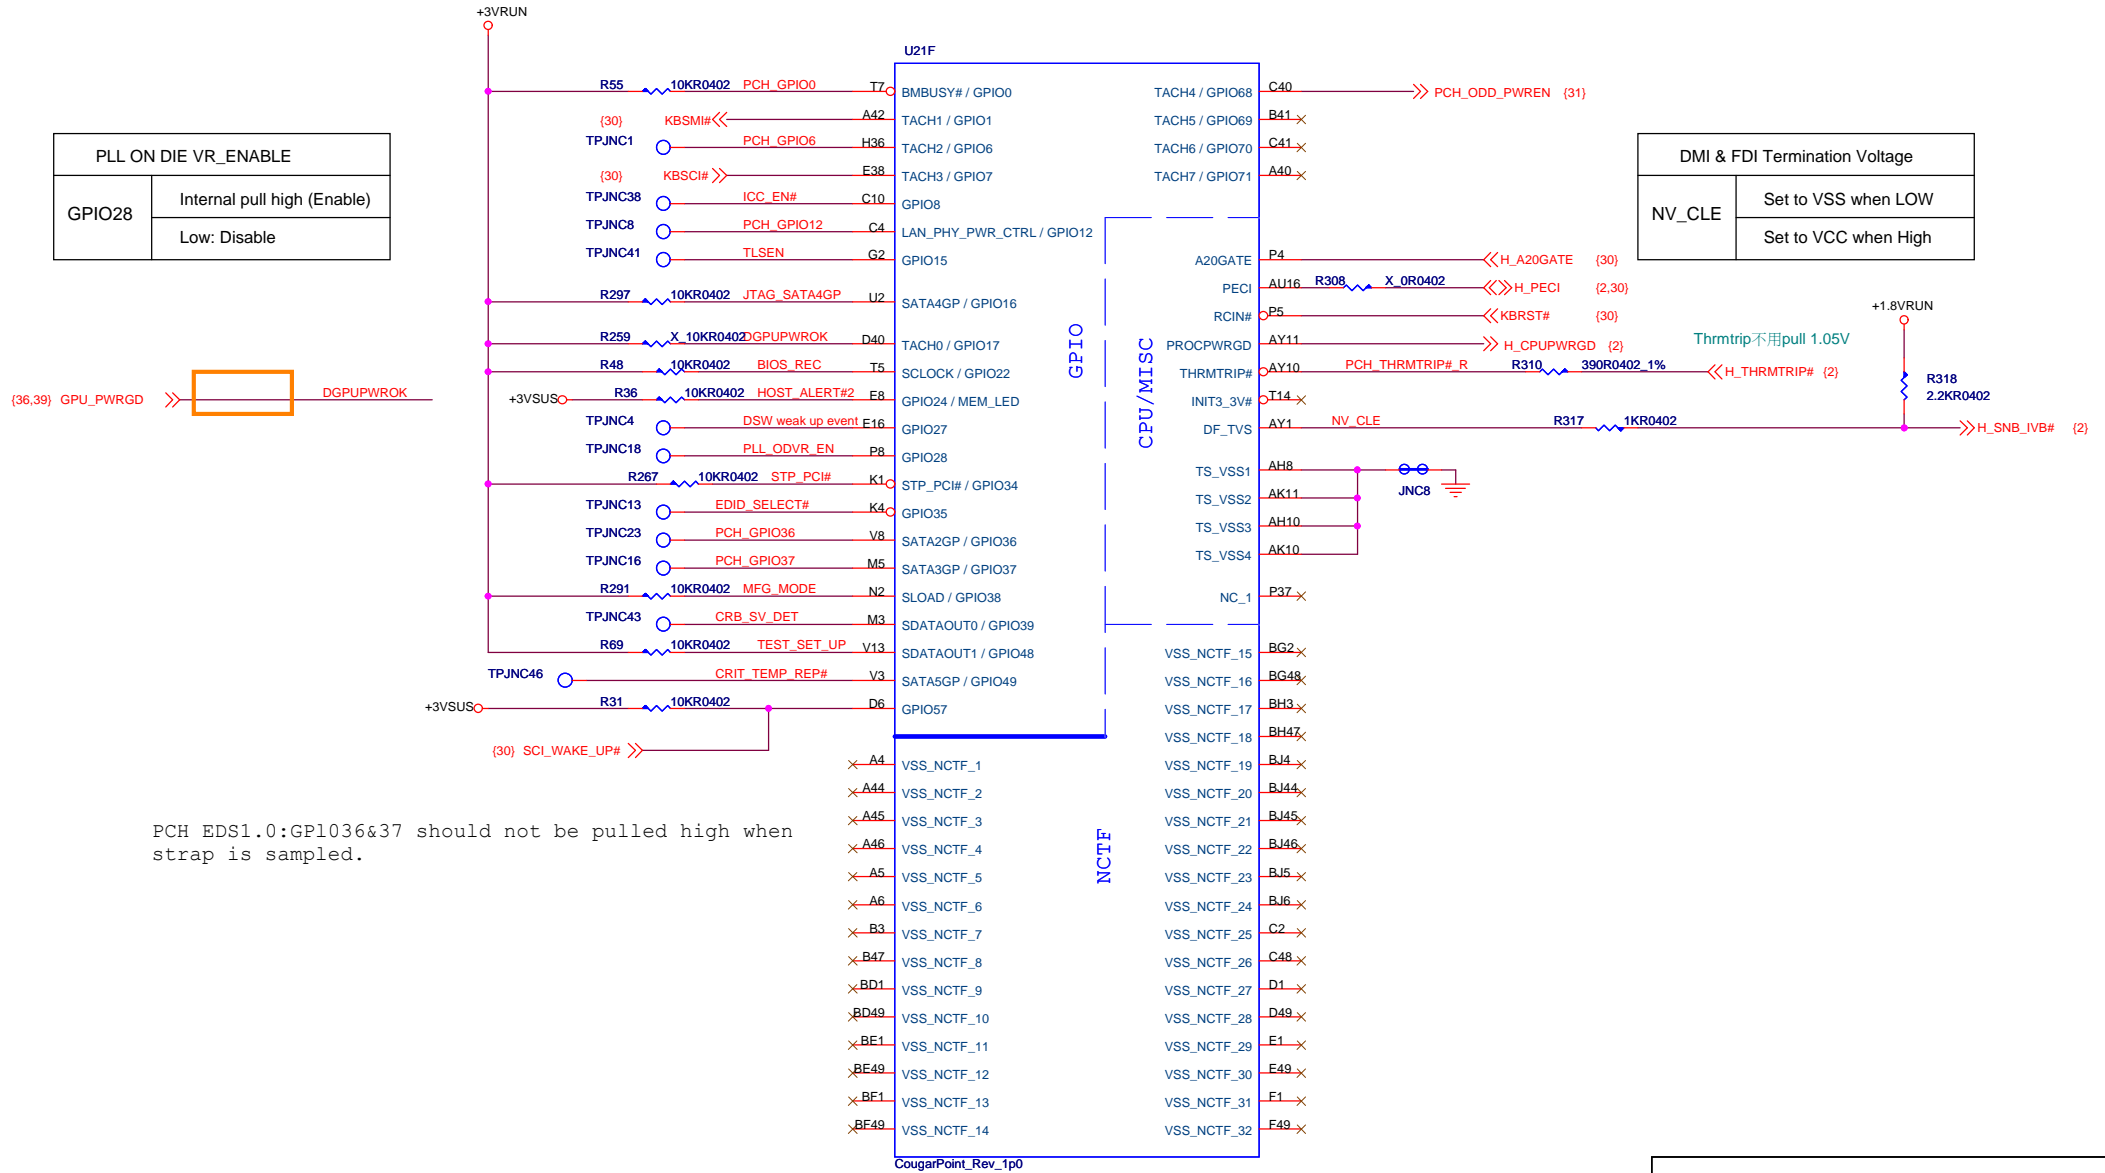 +3VRUN
U21F
R55 10KR0402 PCH_GPIO0 T7 BMBUSY# / GPIO0
{30} KBSMI# A42 TACH1 / GPIO1
TPJNC1 PCH_GPIO6 H36 TACH2 / GPIO6
{30} KBSCI# E38 TACH3 / GPIO7
TPJNC38 ICC_EN# C10 GPIO8
TPJNC8 PCH_GPIO12 C4 LAN_PHY_PWR_CTRL / GPIO12
TPJNC41 TLSEN G2 GPIO15
R297 10KR0402 JTAG_SATA4GP U2 SATA4GP / GPIO16
R259 X_10KR0402 DGPUPWROK D40 TACH0 / GPIO17
R48 10KR0402 BIOS_REC T5 SCLOCK / GPIO22
+3VSUS R36 10KR0402 HOST_ALERT#2 E8 GPIO24 / MEM_LED
TPJNC4 DSW weak up event E16 GPIO27
TPJNC18 PLL_ODVR_EN P8 GPIO28
R267 10KR0402 STP_PCI# K1 STP_PCI# / GPIO34
TPJNC13 EDID_SELECT# K4 GPIO35
TPJNC23 PCH_GPIO36 V8 SATA2GP / GPIO36
TPJNC16 PCH_GPIO37 M5 SATA3GP / GPIO37
R291 10KR0402 MFG_MODE N2 SLOAD / GPIO38
TPJNC43 CRB_SV_DET M3 SDATAOUT0 / GPIO39
R69 10KR0402 TEST_SET_UP V13 SDATAOUT1 / GPIO48
TPJNC46 CRIT_TEMP_REP# V3 SATA5GP / GPIO49
+3VSUS R31 10KR0402 D6 GPIO57
{30} SCI_WAKE_UP#
A4 VSS_NCTF_1
A44 VSS_NCTF_2
A45 VSS_NCTF_3
A46 VSS_NCTF_4
A5 VSS_NCTF_5
A6 VSS_NCTF_6
B3 VSS_NCTF_7
B47 VSS_NCTF_8
BD1 VSS_NCTF_9
BD49 VSS_NCTF_10
BE1 VSS_NCTF_11
BE49 VSS_NCTF_12
BF1 VSS_NCTF_13
BF49 VSS_NCTF_14
CougarPoint_Rev_1p0
PLL ON DIE VR_ENABLE
GPIO28
Internal pull high (Enable)
Low: Disable
{36,39} GPU_PWRGD DGPUPWROK
PCH EDS1.0:GPl036&37 should not be pulled high when
strap is sampled.
GPIO
CPU/MISC
NCTF
TACH4 / GPIO68 C40 PCH_ODD_PWREN {31}
TACH5 / GPIO69 B41
TACH6 / GPIO70 C41
TACH7 / GPIO71 A40
A20GATE P4 H_A20GATE {30}
PECI AU16 R308 X_0R0402 H_PECI {2,30}
RCIN# P5 KBRST# {30}
PROCPWRGD AY11 H_CPUPWRGD {2}
THRMTRIP# AY10 PCH_THRMTRIP#_R R310 390R0402_1% H_THRMTRIP# {2}
INIT3_3V# T14
DF_TVS AY1 NV_CLE R317 1KR0402 H_SNB_IVB# {2}
TS_VSS1 AH8
JNC8
TS_VSS2 AK11
TS_VSS3 AH10
TS_VSS4 AK10
NC_1 P37
VSS_NCTF_15 BG2
VSS_NCTF_16 BG48
VSS_NCTF_17 BH3
VSS_NCTF_18 BH47
VSS_NCTF_19 BJ4
VSS_NCTF_20 BJ44
VSS_NCTF_21 BJ45
VSS_NCTF_22 BJ46
VSS_NCTF_23 BJ5
VSS_NCTF_24 BJ6
VSS_NCTF_25 C2
VSS_NCTF_26 C48
VSS_NCTF_27 D1
VSS_NCTF_28 D49
VSS_NCTF_29 E1
VSS_NCTF_30 E49
VSS_NCTF_31 F1
VSS_NCTF_32 F49
DMI & FDI Termination Voltage
NV_CLE
Set to VSS when LOW
Set to VCC when High
+1.8VRUN
Thrmtrip不用pull 1.05V
R318
2.2KR0402